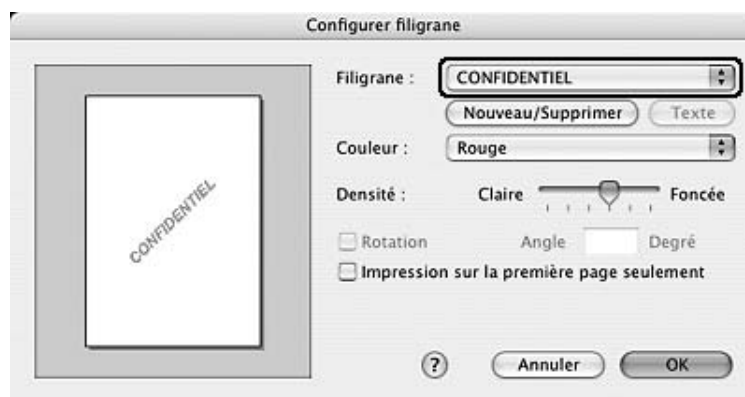 Configurer filigrane
Filigrane : CONFIDENTIEL
Nouveau/Supprimer Texte
Couleur : Rouge
Densité : Claire Foncée
CONFIDENTIEL
Rotation Angle Degré
Impression sur la première page seulement
? Annuler OK